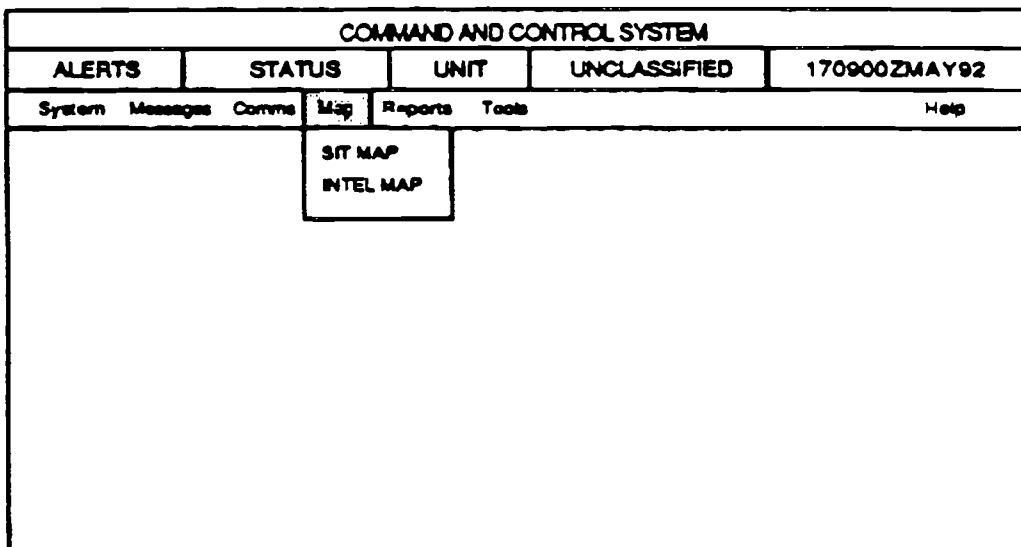 COMMAND AND CONTROL SYSTEM
ALERTS STATUS UNIT UNCLASSIFIED 170900ZMAY92
System Messages Comms Map Reports Tools Help
SIT MAP
INTEL MAP